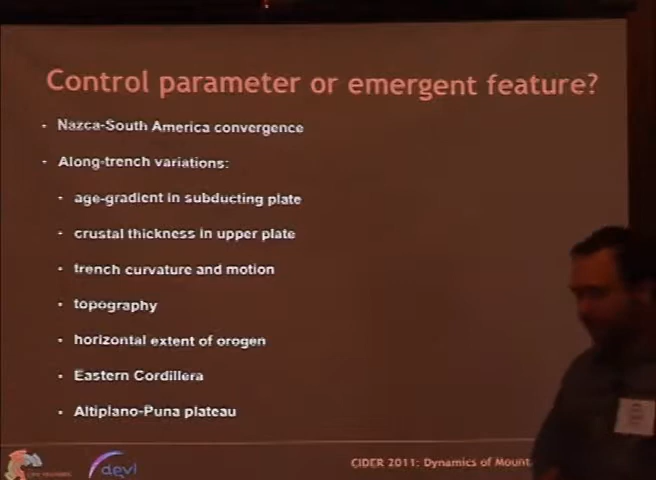 Control parameter or emergent feature?
- Nazca-South America convergence
- Along-trench variations:
- age-gradient in subducting plate
- crustal thickness in upper plate
- trench curvature and motion
- topography
- horizontal extent of orogen
- Eastern Cordillera
- Altiplano-Puna plateau
devl
CIDER 2011: Dynamics of Mount